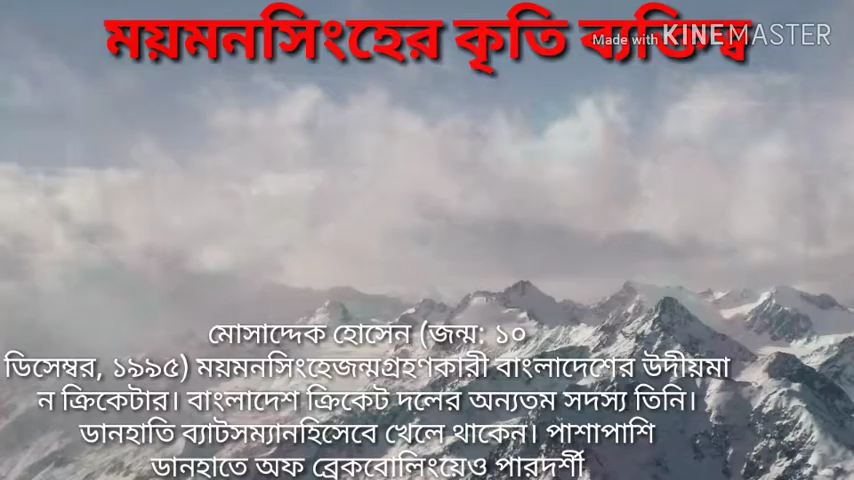 ময়মনসিংহের কৃতি ব্যক্তিত্ব
Made with KINEMASTER
মোসাদ্দেক হোসেন (জন্ম: ১০
ডিসেম্বর, ১৯৯৫) ময়মনসিংহেজন্মগ্রহণকারী বাংলাদেশের উদীয়মা
ন ক্রিকেটার। বাংলাদেশ ক্রিকেট দলের অন্যতম সদস্য তিনি।
ডানহাতি ব্যাটসম্যানহিসেবে খেলে থাকেন। পাশাপাশি
ডানহাতে অফ ব্রেকবোলিংয়েও পারদর্শী